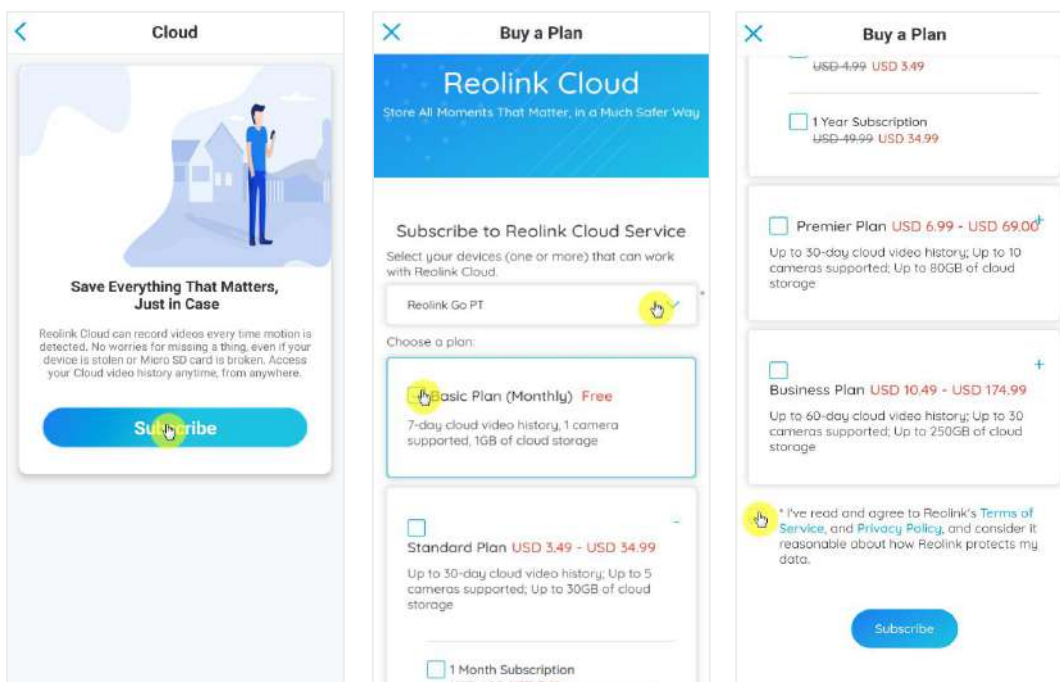 Cloud
Save Everything That Matters,
Just in Case
Reolink Cloud can record videos every time motion is
detected. No worries for missing a thing, even if your
device is stolen or Micro SD card is broken. Access
your Cloud video history anytime, from anywhere.
Subscribe
Buy a Plan
Reolink Cloud
Store All Moments That Matter, in a Much Safer Way
Subscribe to Reolink Cloud Service
Select your devices (one or more) that can work
with Reolink Cloud.
Reolink Go PT
*
Choose a plan:
Basic Plan (Monthly) Free
7-day cloud video history, 1 camera
supported, 1GB of cloud storage
Standard Plan USD 3.49 - USD 34.99
Up to 30-day cloud video history; Up to 5
cameras supported; Up to 30GB of cloud
storage
1 Month Subscription
Buy a Plan
USD 4.99 USD 3.49
1 Year Subscription
USD 49.99 USD 34.99
Premier Plan USD 6.99 - USD 69.00
Up to 30-day cloud video history; Up to 10
cameras supported; Up to 80GB of cloud
storage
Business Plan USD 10.49 - USD 174.99
Up to 60-day cloud video history; Up to 30
cameras supported; Up to 250GB of cloud
storage
* I've read and agree to Reolink's Terms of
Service, and Privacy Policy, and consider it
reasonable about how Reolink protects my
data.
Subscribe